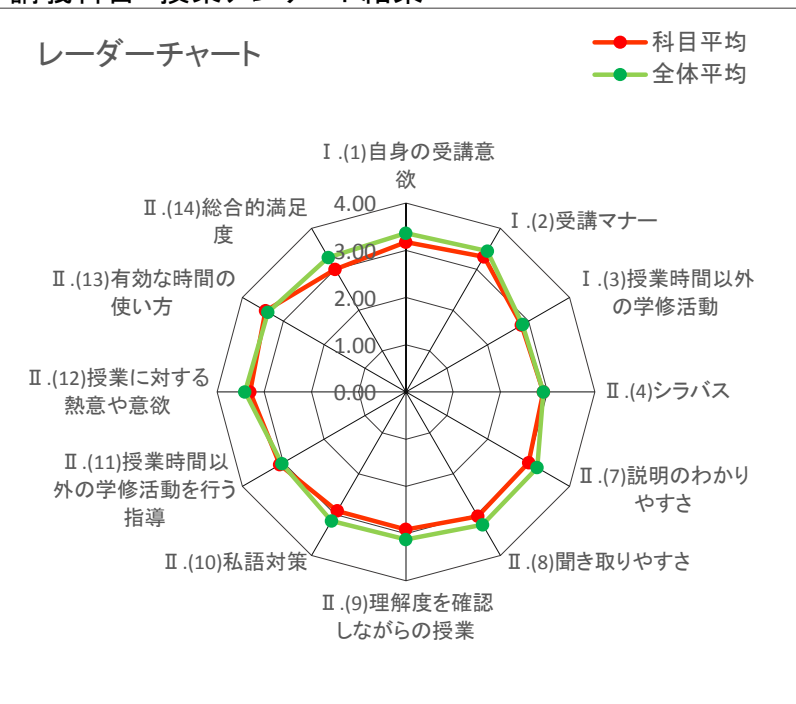 レーダーチャート
科目平均
全体平均
Ⅰ.(1)自身の受講意
欲
Ⅰ.(2)受講マナー
Ⅰ.(3)授業時間以外
の学修活動
Ⅱ.(4)シラバス
Ⅱ.(7)説明のわかり
やすさ
Ⅱ.(8)聞き取りやすさ
Ⅱ.(9)理解度を確認
しながらの授業
Ⅱ.(10)私語対策
Ⅱ.(11)授業時間以
外の学修活動を行う
指導
Ⅱ.(12)授業に対する
熱意や意欲
Ⅱ.(13)有効な時間の
使い方
Ⅱ.(14)総合的満足
度
4.00
3.00
2.00
1.00
0.00